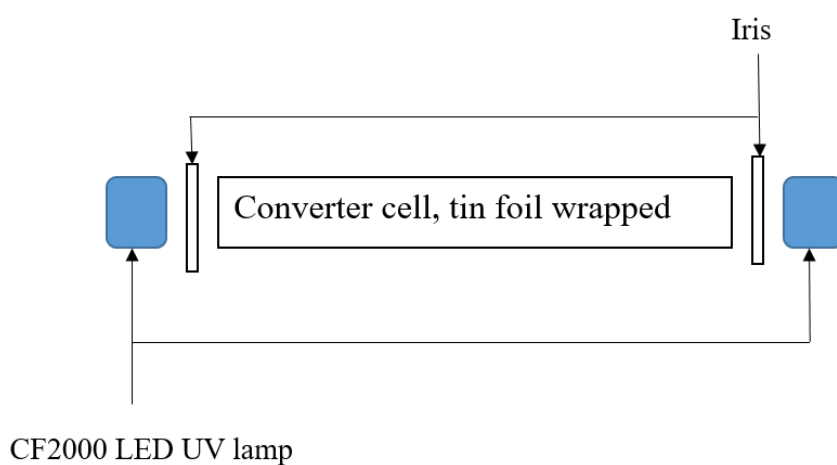 Iris
Converter cell, tin foil wrapped
CF2000 LED UV lamp